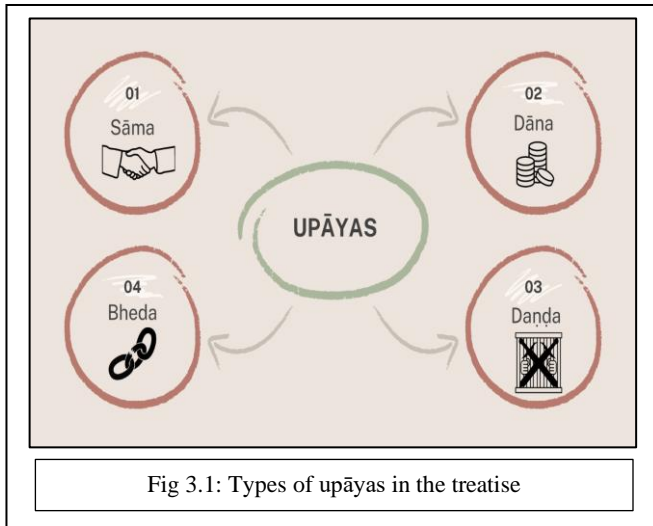 01
Sāma
02
Dāna
UPĀYAS
04
Bheda
03
Daṇḍa
Fig 3.1: Types of upāyas in the treatise